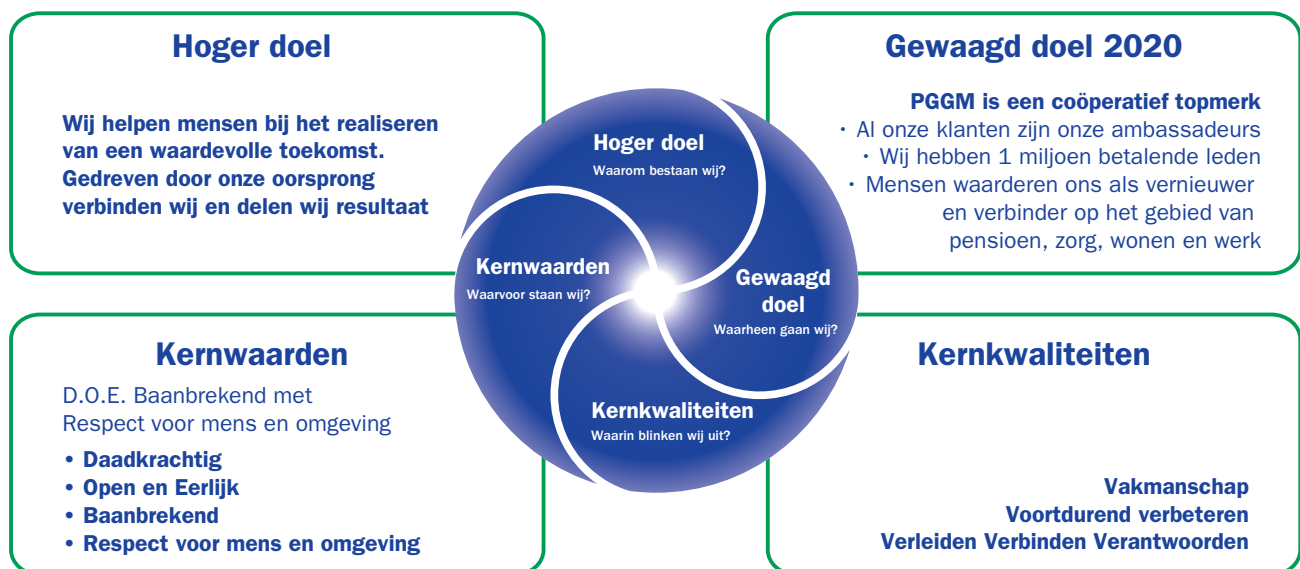 Hoger doel
Wij helpen mensen bij het realiseren
van een waardevolle toekomst.
Gedreven door onze oorsprong
verbinden wij en delen wij resultaat
Gewaagd doel 2020
PGGM is een coöperatief topmerk
· Al onze klanten zijn onze ambassadeurs
· Wij hebben 1 miljoen betalende leden
· Mensen waarderen ons als vernieuwer
en verbinder op het gebied van
pensioen, zorg, wonen en werk
Hoger doel
Waarom bestaan wij?
Kernwaarden
Waarvoor staan wij?
Gewaagd
doel
Waarheen gaan wij?
Kernkwaliteiten
Waarin blinken wij uit?
Kernwaarden
D.O.E. Baanbrekend met
Respect voor mens en omgeving
• Daadkrachtig
• Open en Eerlijk
• Baanbrekend
• Respect voor mens en omgeving
Kernkwaliteiten
Vakmanschap
Voortdurend verbeteren
Verleiden Verbinden Verantwoorden